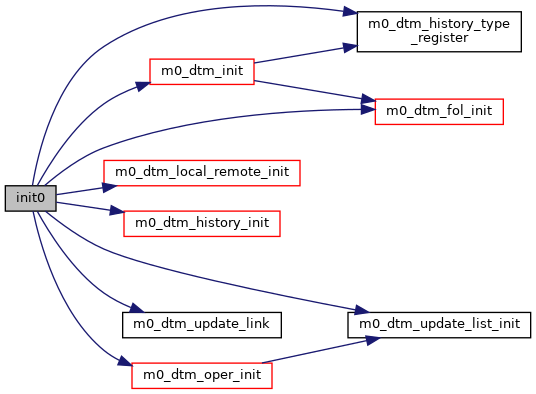 m0_dtm_history_type
_register
m0_dtm_init
m0_dtm_fol_init
m0_dtm_local_remote_init
init0
m0_dtm_history_init
m0_dtm_update_link
m0_dtm_update_list_init
m0_dtm_oper_init